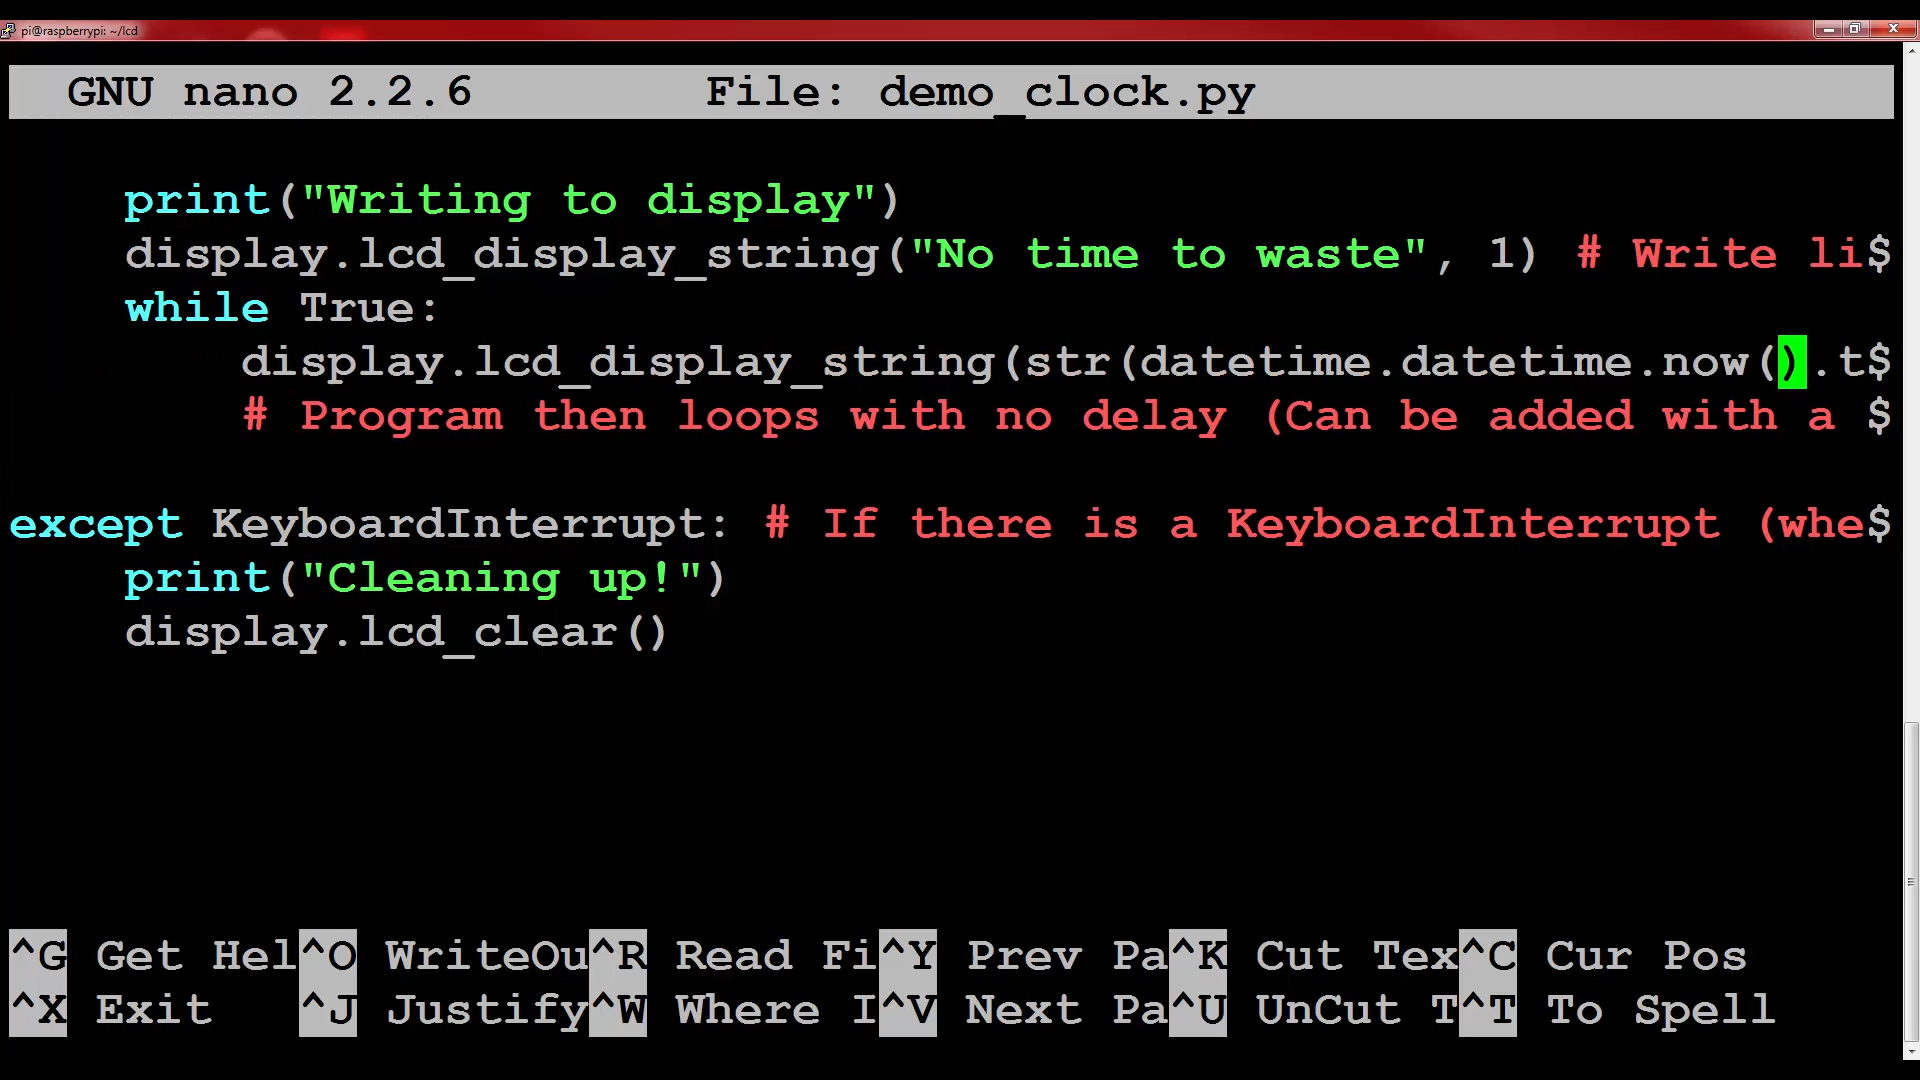 pi@raspberrypi: ~/lcd
GNU nano 2.2.6 File: demo_clock.py
print("Writing to display")
display.lcd_display_string("No time to waste", 1) # Write li$
while True:
display.lcd_display_string(str(datetime.datetime.now().t$
# Program then loops with no delay (Can be added with a $
except KeyboardInterrupt: # If there is a KeyboardInterrupt (whe$
print("Cleaning up!")
display.lcd_clear()
^G Get Hel^O WriteOu^R Read Fi^Y Prev Pa^K Cut Tex^C Cur Pos
^X Exit ^J Justify^W Where I^V Next Pa^U UnCut T^T To Spell